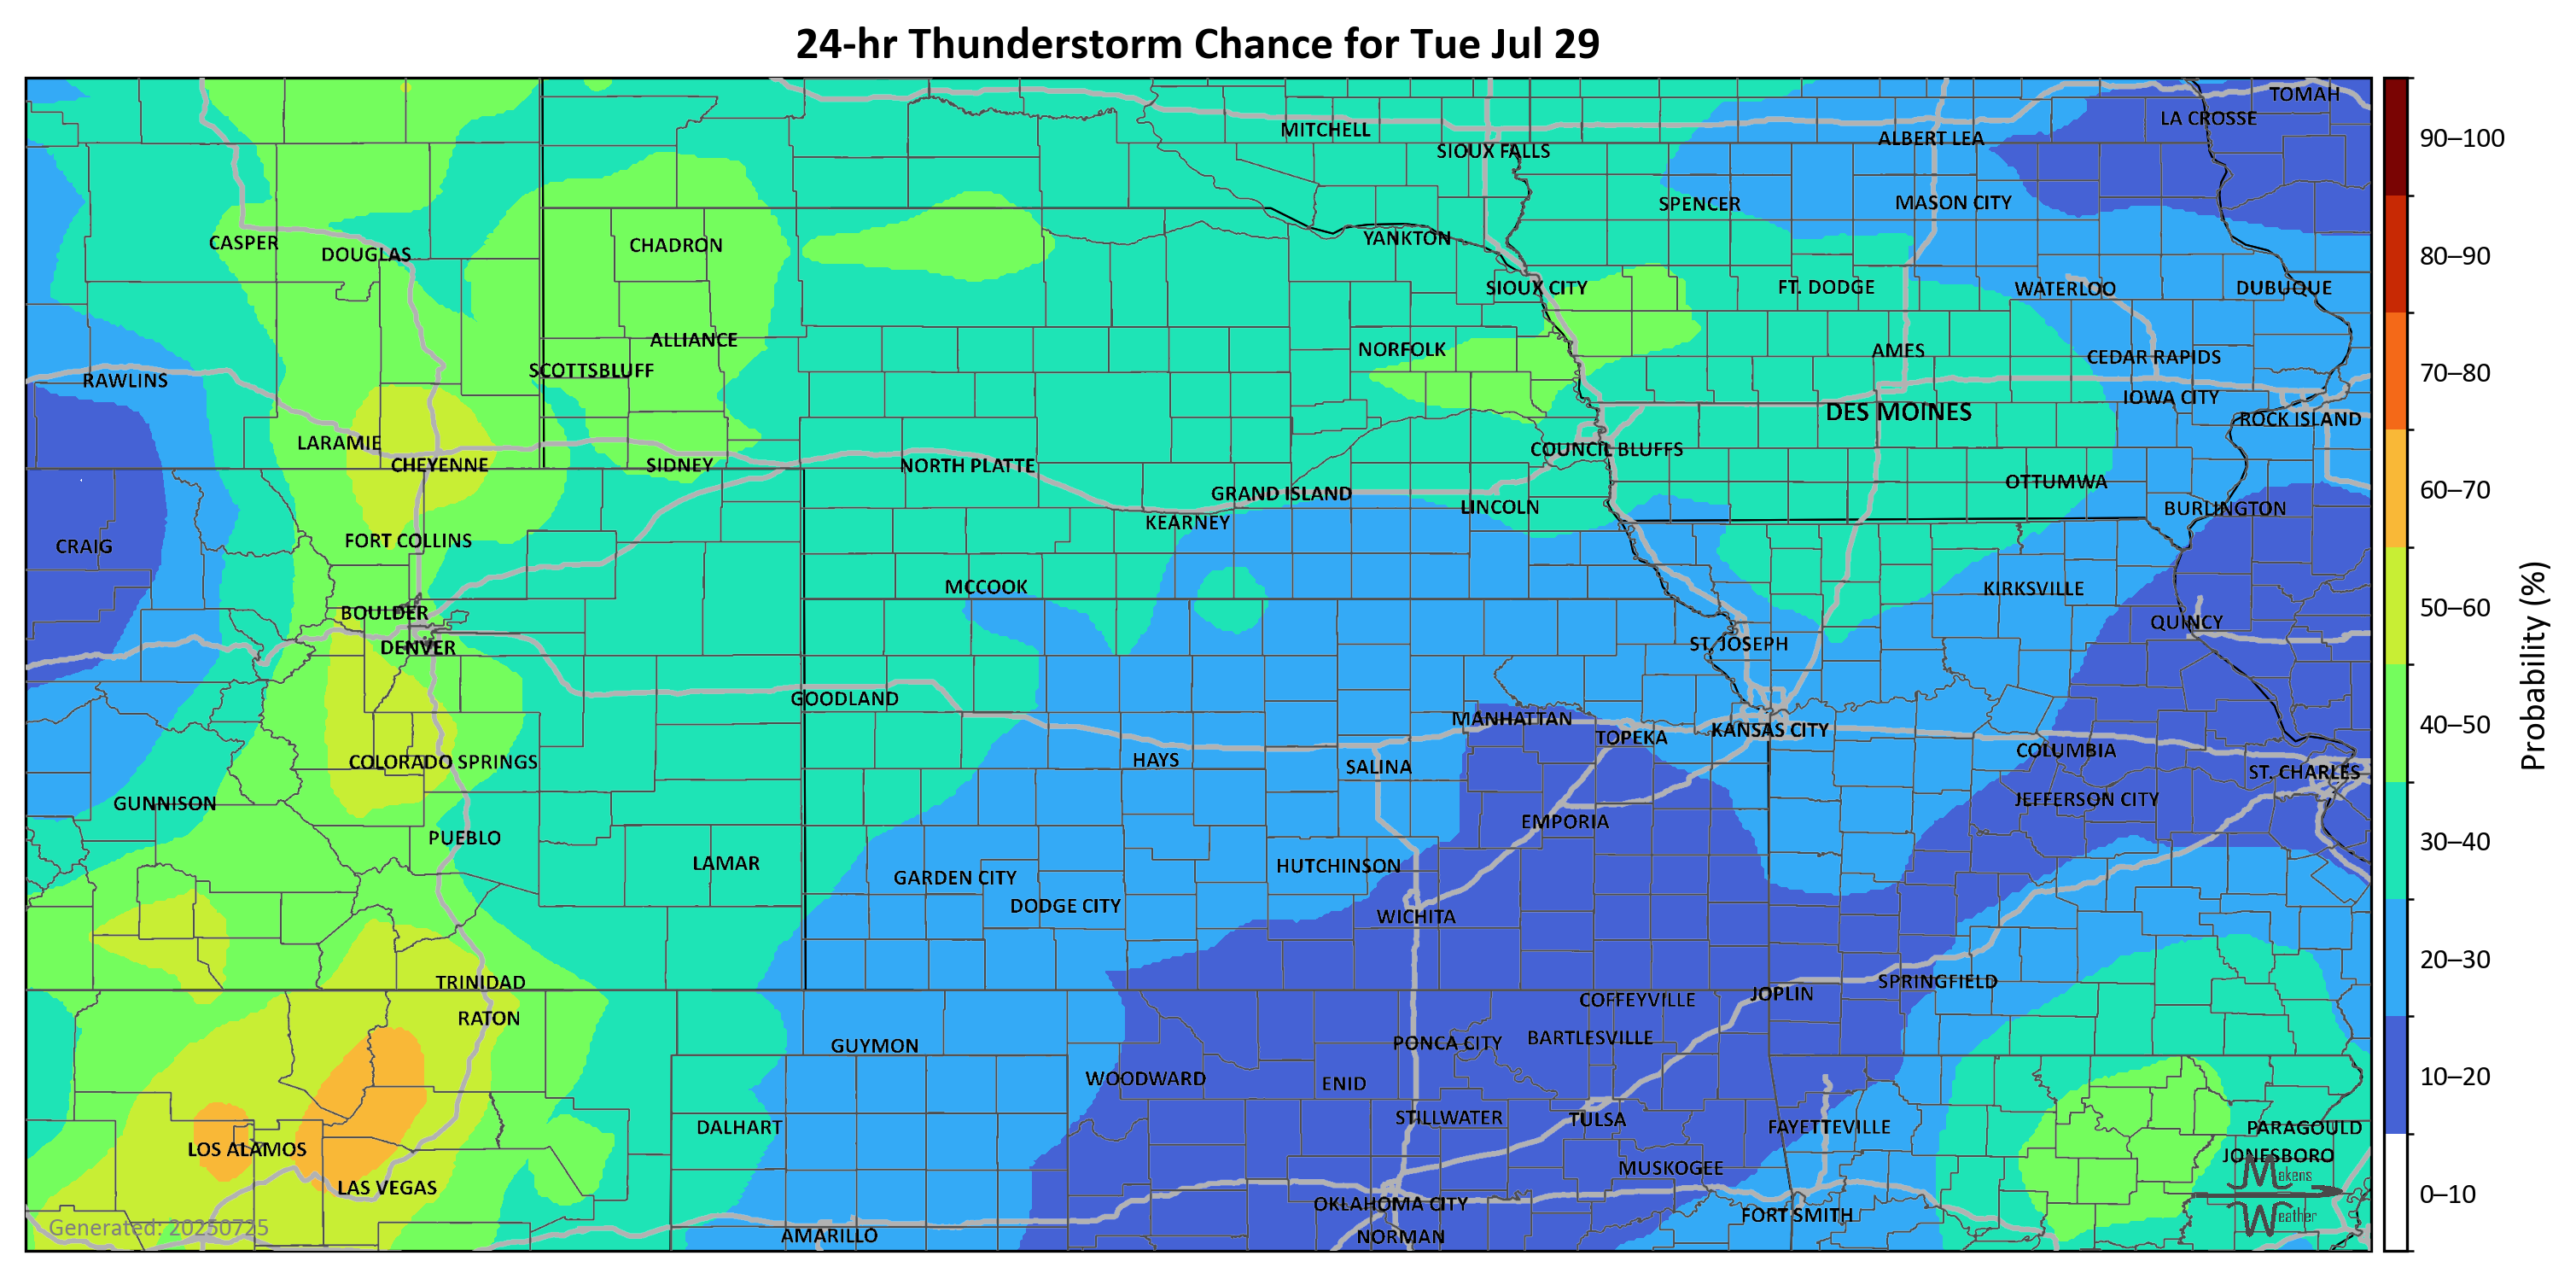 24-hr Thunderstorm Chance for Tue Jul 29
TOMAH
LA CROSSE
MITCHELL
ALBERT LEA
90–100
SIOUX FALLS
SPENCER
MASON CITY
CASPER
DOUGLAS
CHADRON
YANKTON
80–90
SIOUX CITY
FT. DODGE
WATERLOO
DUBUQUE
ALLIANCE
NORFOLK
AMES
CEDAR RAPIDS
RAWLINS
SCOTTSBLUFF
70–80
IOWA CITY
DES MOINES
ROCK ISLAND
LARAMIE
COUNCIL BLUFFS
CHEYENNE
SIDNEY
NORTH PLATTE
OTTUMWA
60–70
GRAND ISLAND
LINCOLN
BURLINGTON
KEARNEY
CRAIG
FORT COLLINS
MCCOOK
KIRKSVILLE
BOULDER
50–60
QUINCY
DENVER
ST. JOSEPH
Probability (%)
GOODLAND
MANHATTAN
TOPEKA
KANSAS CITY
40–50
COLUMBIA
COLORADO SPRINGS
HAYS
SALINA
ST. CHARLES
GUNNISON
JEFFERSON CITY
PUEBLO
EMPORIA
30–40
LAMAR
HUTCHINSON
GARDEN CITY
DODGE CITY
WICHITA
TRINIDAD
SPRINGFIELD
20–30
COFFEYVILLE
JOPLIN
RATON
GUYMON
PONCA CITY
BARTLESVILLE
WOODWARD
ENID
10–20
STILLWATER
TULSA
DALHART
FAYETTEVILLE
PARAGOULD
LOS ALAMOS
JONESBORO
MUSKOGEE
Makens
LAS VEGAS
OKLAHOMA CITY
0–10
FORT SMITH
Weather
Generated: 20250725
AMARILLO
NORMAN